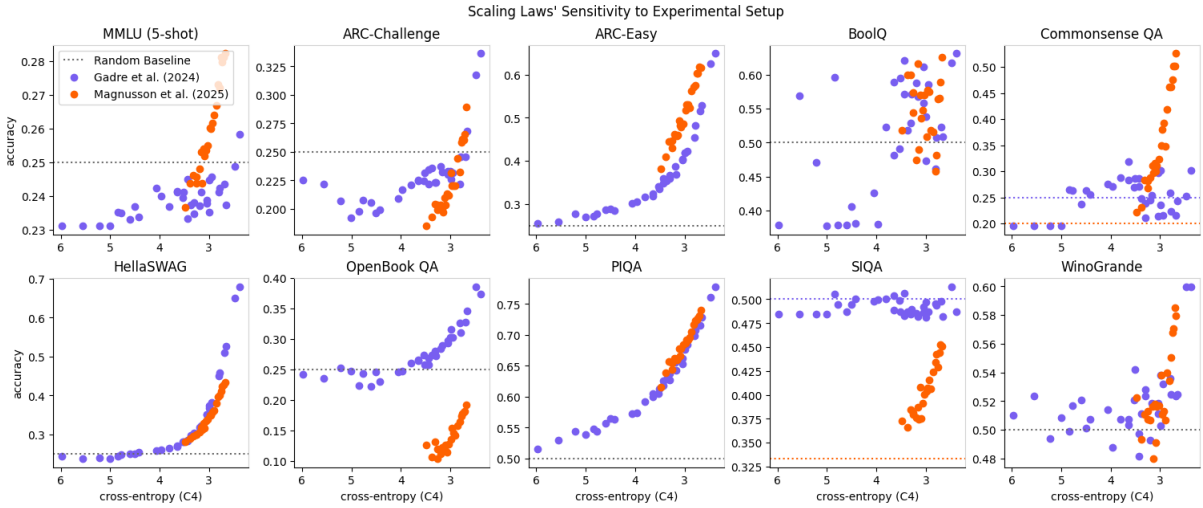 Scaling Laws' Sensitivity to Experimental Setup
MMLU (5-shot)
ARC-Challenge
ARC-Easy
BoolQ
Commonsense QA
accuracy
0.28
0.27
0.26
0.25
0.24
0.23
Random Baseline
Gadre et al. (2024)
Magnusson et al. (2025)
6 5 4 3
0.325
0.300
0.275
0.250
0.225
0.200
6 5 4 3
0.6
0.5
0.4
0.3
6 5 4 3
0.60
0.55
0.50
0.45
0.40
6 5 4 3
0.50
0.45
0.40
0.35
0.30
0.25
0.20
6 5 4 3
HellaSWAG
OpenBook QA
PIQA
SIQA
WinoGrande
accuracy
0.7
0.6
0.5
0.4
0.3
6 5 4 3
cross-entropy (C4)
0.40
0.35
0.30
0.25
0.20
0.15
0.10
6 5 4 3
cross-entropy (C4)
0.75
0.70
0.65
0.60
0.55
0.50
6 5 4 3
cross-entropy (C4)
0.500
0.475
0.450
0.425
0.400
0.375
0.350
0.325
6 5 4 3
cross-entropy (C4)
0.60
0.58
0.56
0.54
0.52
0.50
0.48
6 5 4 3
cross-entropy (C4)